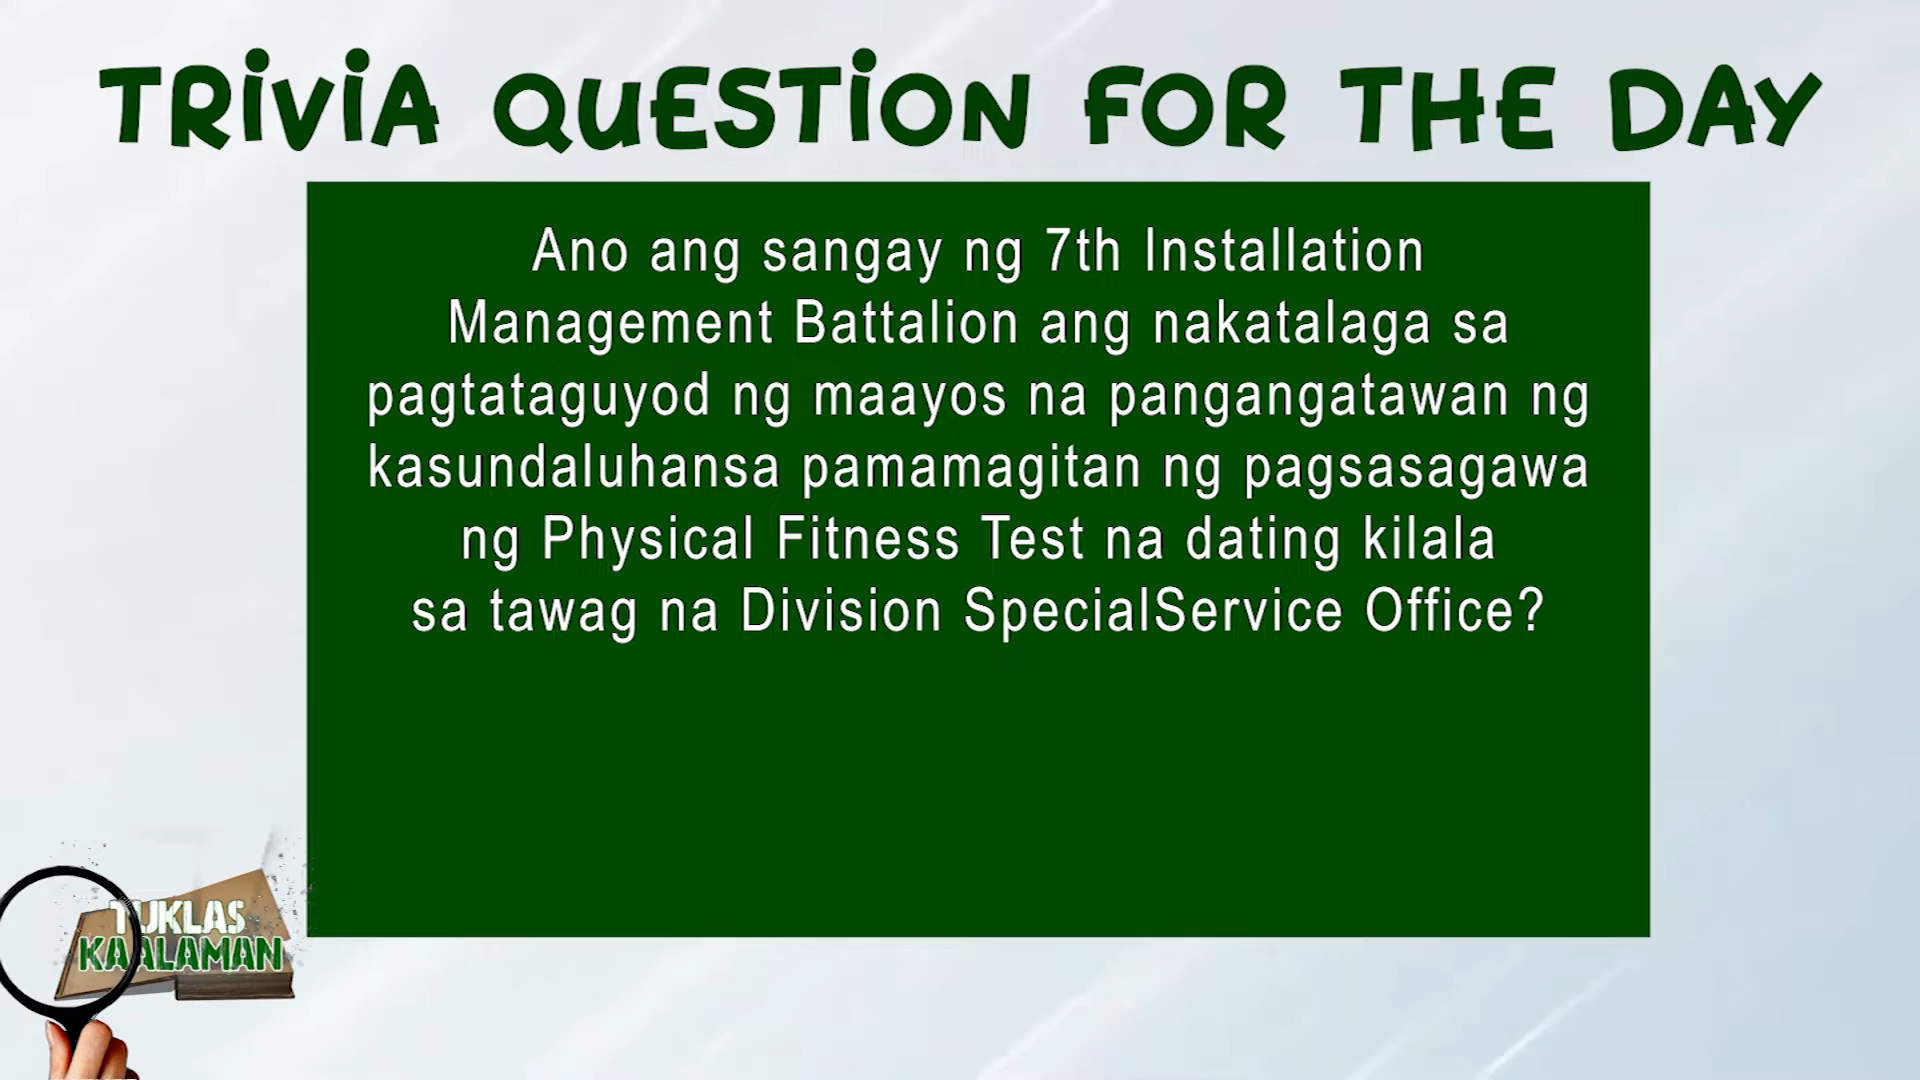 TRiViA QUESTiON FOR THE DAY
Ano ang sangay ng 7th Installation
Management Battalion ang nakatalaga sa
pagtataguyod ng maayos na pangangatawan ng
kasundaluhansa pamamagitan ng pagsasagawa
ng Physical Fitness Test na dating kilala
sa tawag na Division SpecialService Office?
TUKLAS
KAALAMAN